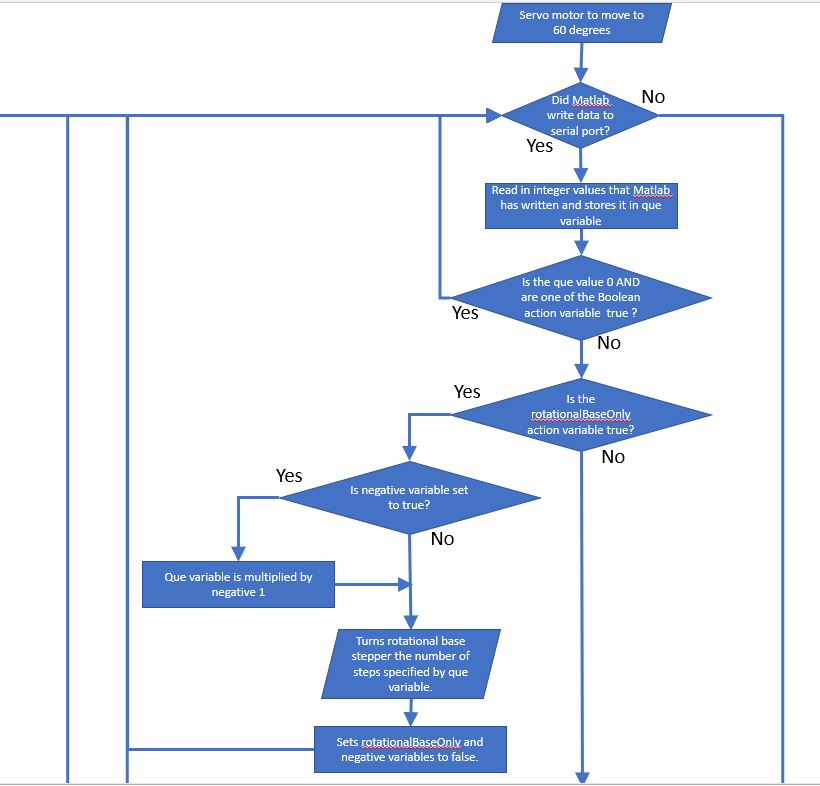 Servo motor to move to
60 degrees
No
Did Matlab
write data to
serial port?
Yes
Read in integer values that Matlab
has written and stores it in que
variable
Is the que value 0 AND
are one of the Boolean
action variable true ?
Yes
No
Yes
Is the
rotationalBaseOnly
action variable true?
No
Yes
Is negative variable set
to true?
No
Que variable is multiplied by
negative 1
Turns rotational base
stepper the number of
steps specified by que
variable.
Sets rotationalBaseOnly and
negative variables to false.